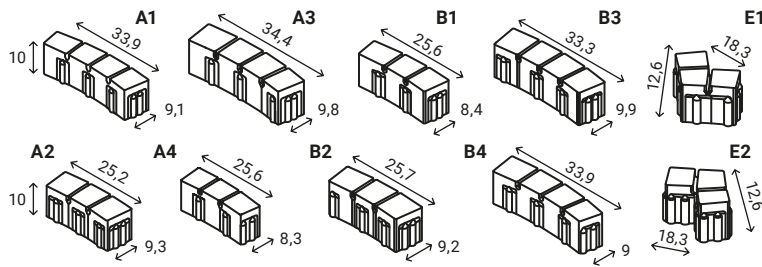 A1
33,9
10
9,1
A3
34,4
9,8
B1
25,6
8,4
B3
33,3
9,9
E1
18,3
12,6
A2
25,2
10
9,3
A4
25,6
8,3
B2
25,7
9,2
B4
33,9
9
E2
12,6
18,3